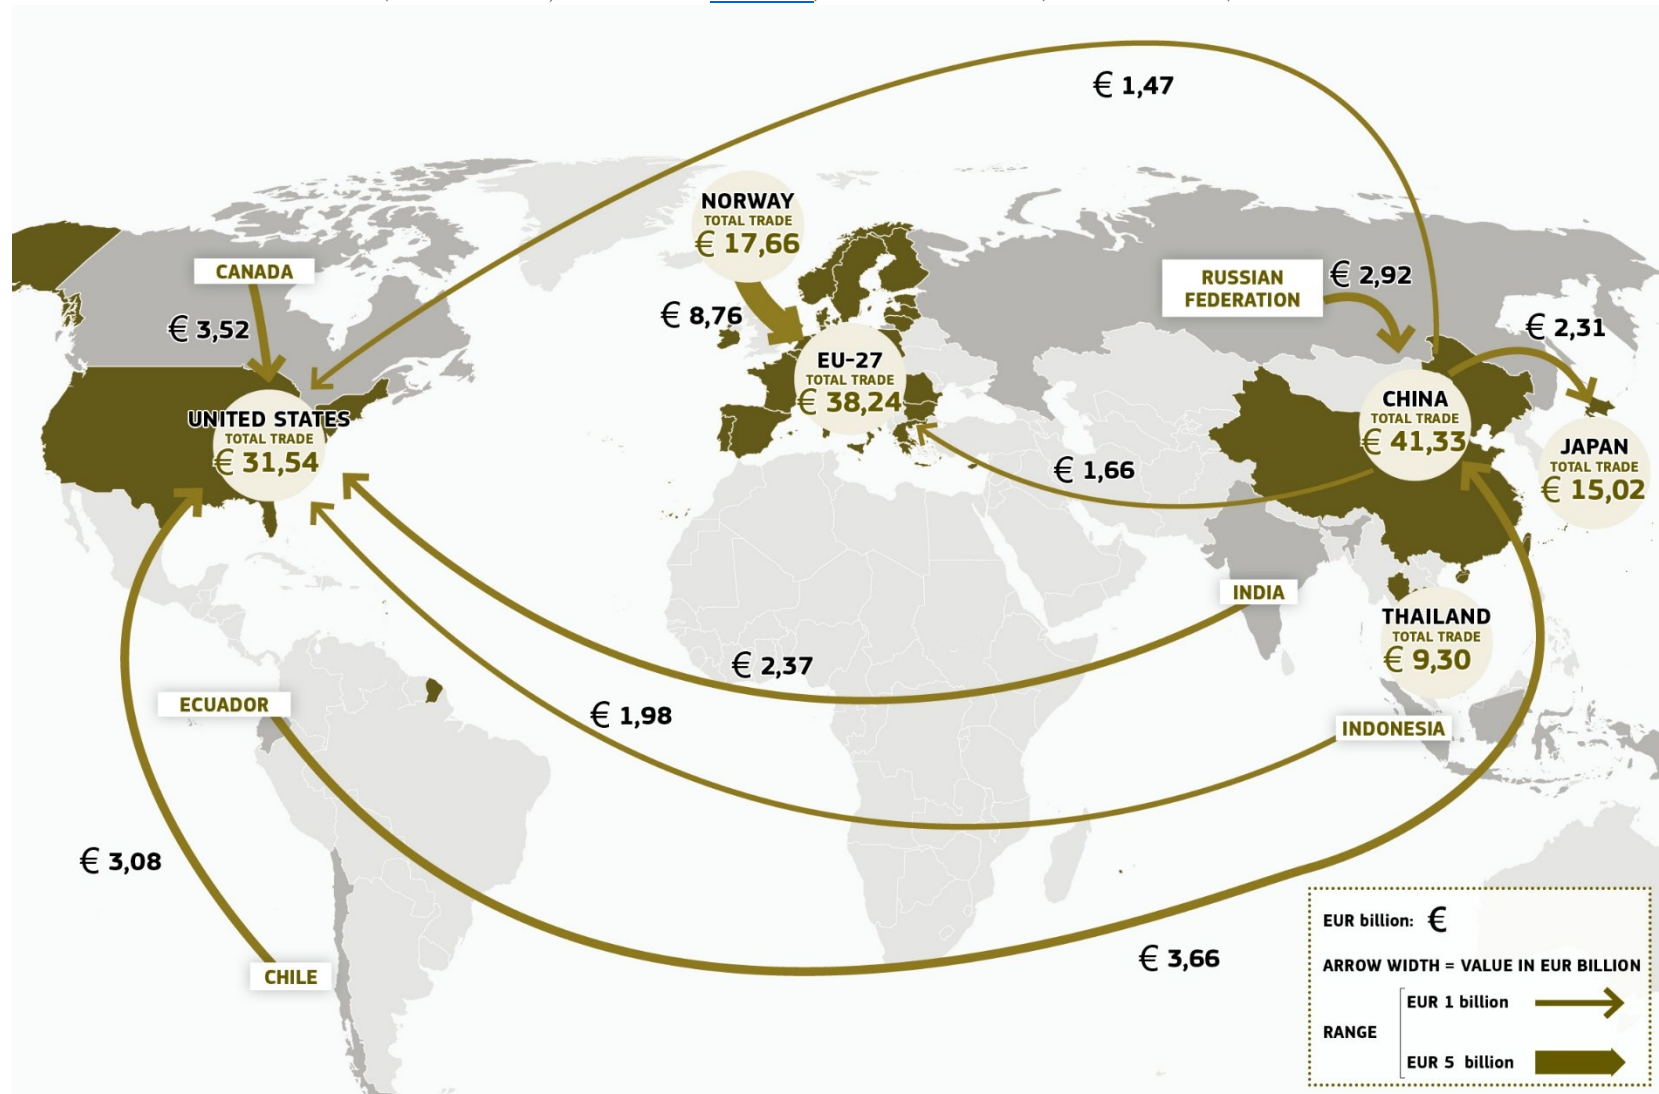 € 1,47
NORWAY
TOTAL TRADE
€ 17,66
CANADA
€ 3,52
€ 8,76
RUSSIAN
FEDERATION
€ 2,92
€ 2,31
EU-27
TOTAL TRADE
€ 38,24
UNITED STATES
TOTAL TRADE
€ 31,54
CHINA
TOTAL TRADE
€ 41,33
JAPAN
TOTAL TRADE
€ 15,02
€ 1,66
INDIA
THAILAND
TOTAL TRADE
€ 9,30
€ 2,37
ECUADOR
€ 1,98
INDONESIA
€ 3,08
CHILE
€ 3,66
EUR billion: €
ARROW WIDTH = VALUE IN EUR BILLION
RANGE
EUR 1 billion
EUR 5 billion